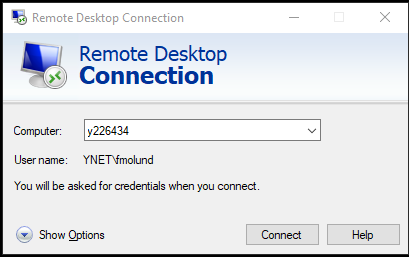 Remote Desktop Connection
Remote Desktop
Connection
Computer: y226434
User name: YNET\fmolund
You will be asked for credentials when you connect.
Show Options Connect Help